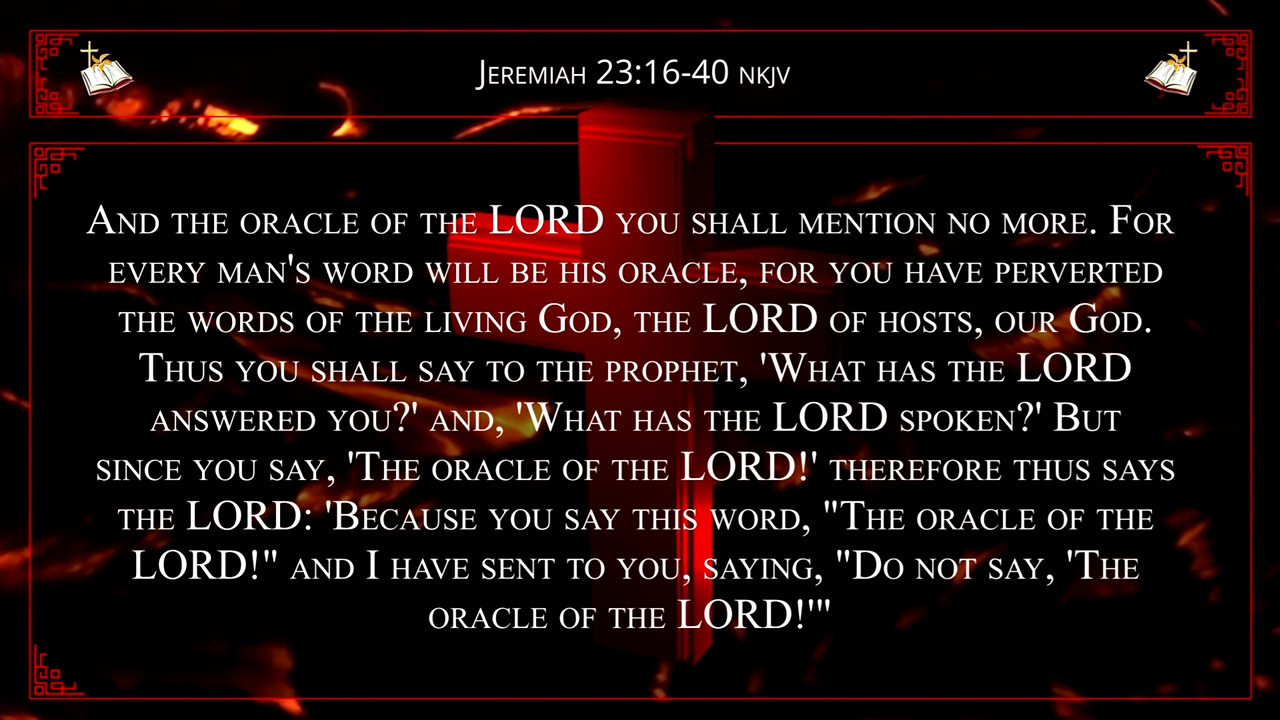 Jeremiah 23:16-40 NKJV
And the oracle of the LORD you shall mention no more. For
every man's word will be his oracle, for you have perverted
the words of the living God, the LORD of hosts, our God.
Thus you shall say to the prophet, 'What has the LORD
answered you?' and, 'What has the LORD spoken?' But
since you say, 'The oracle of the LORD!' therefore thus says
the LORD: 'Because you say this word, "The oracle of the
LORD!" and I have sent to you, saying, "Do not say, 'The
oracle of the LORD!'"